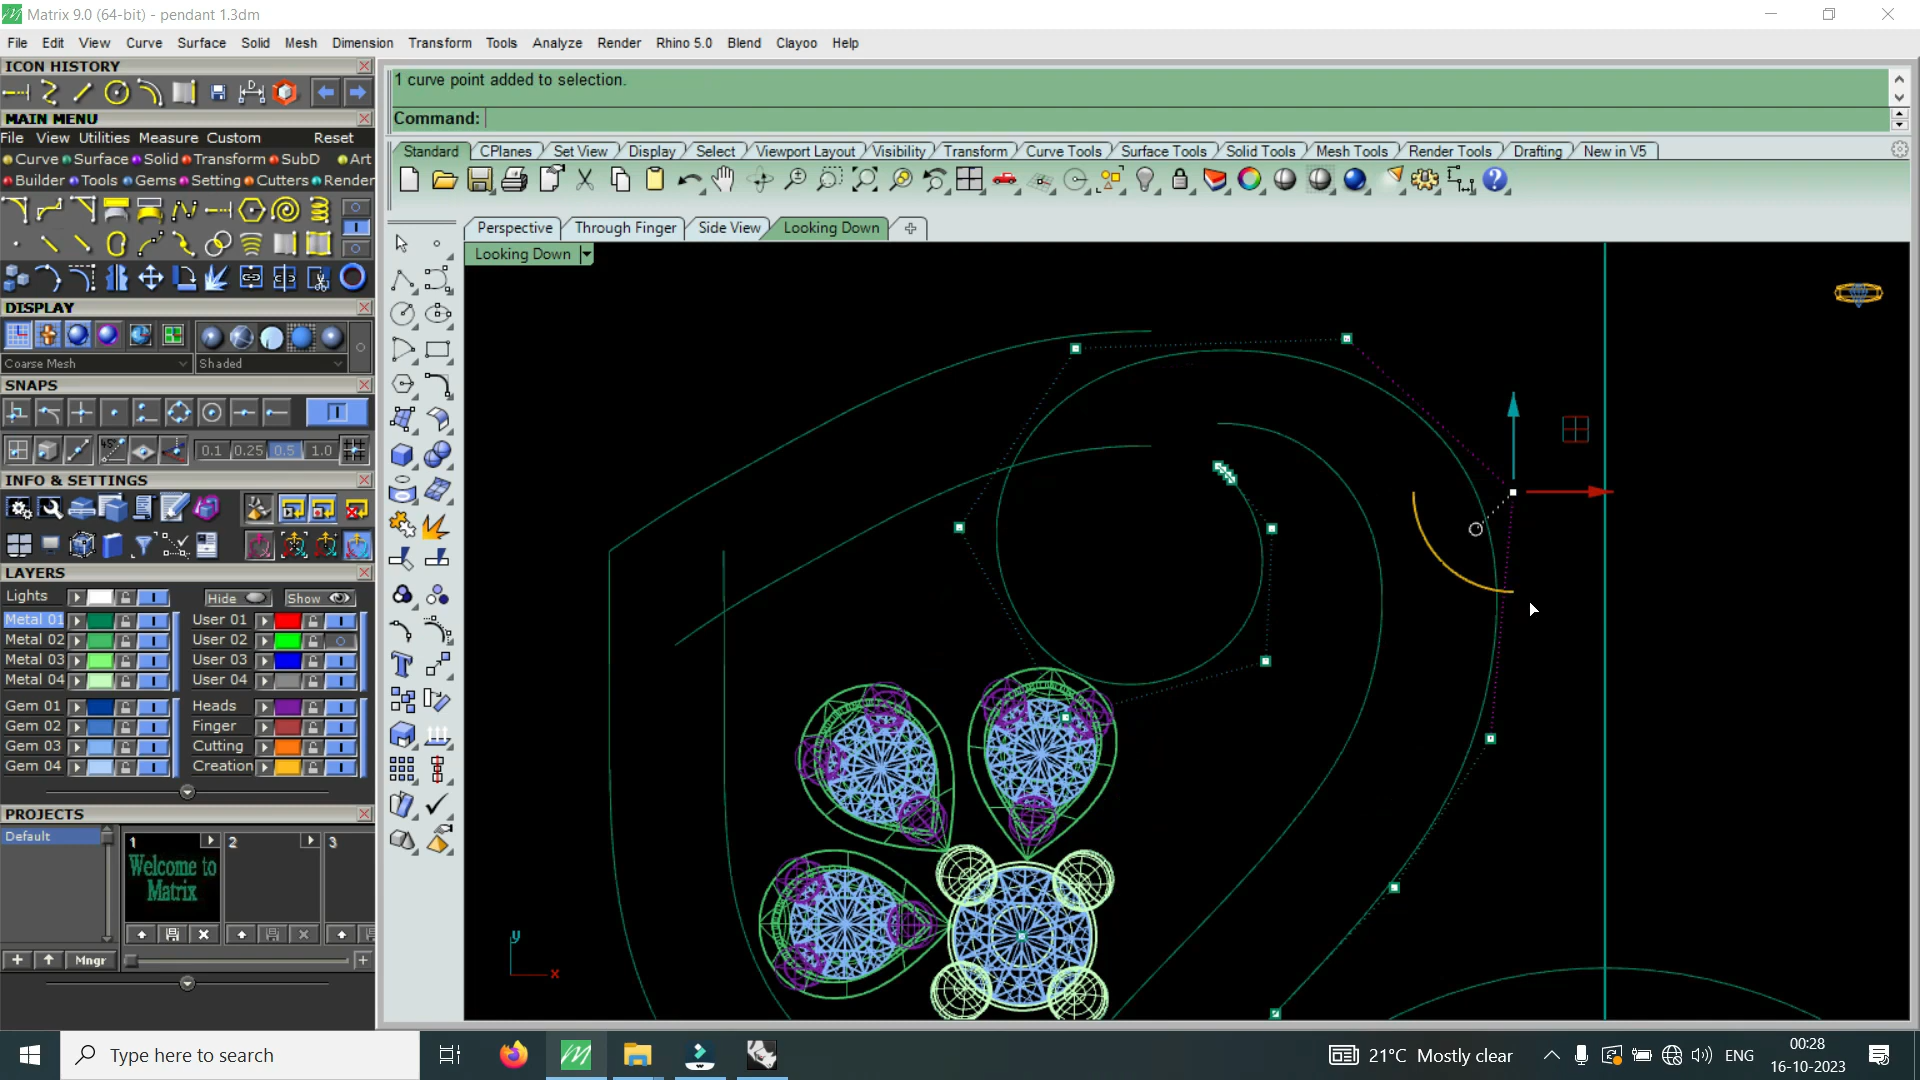 Matrix 9.0 (64-bit) - pendant 1.3dm
File Edit View Curve Surface Solid Mesh Dimension Transform Tools Analyze Render Rhino 5.0 Blend Clayoo Help
ICON HISTORY
MAIN MENU
File View Utilities Measure Custom Reset
Curve Surface Solid Transform SubD Art
Builder Tools Gems Setting Cutters Render
DISPLAY
Coarse Mesh Shaded
SNAPS
0.1 0.25 0.5 1.0
INFO & SETTINGS
LAYERS
Lights Hide Show
Metal 01 User 01
Metal 02 User 02
Metal 03 User 03
Metal 04 User 04
Gem 01 Heads
Gem 02 Finger
Gem 03 Cutting
Gem 04 Creation
PROJECTS
Default
1 2 3
Welcome to
Matrix
Mngr
1 curve point added to selection.
Command:
Standard CPlanes Set View Display Select Viewport Layout Visibility Transform Curve Tools Surface Tools Solid Tools Mesh Tools Render Tools Drafting New in V5
Perspective Through Finger Side View Looking Down
Looking Down
y
x
Type here to search
21°C Mostly clear
ENG
00:28
16-10-2023